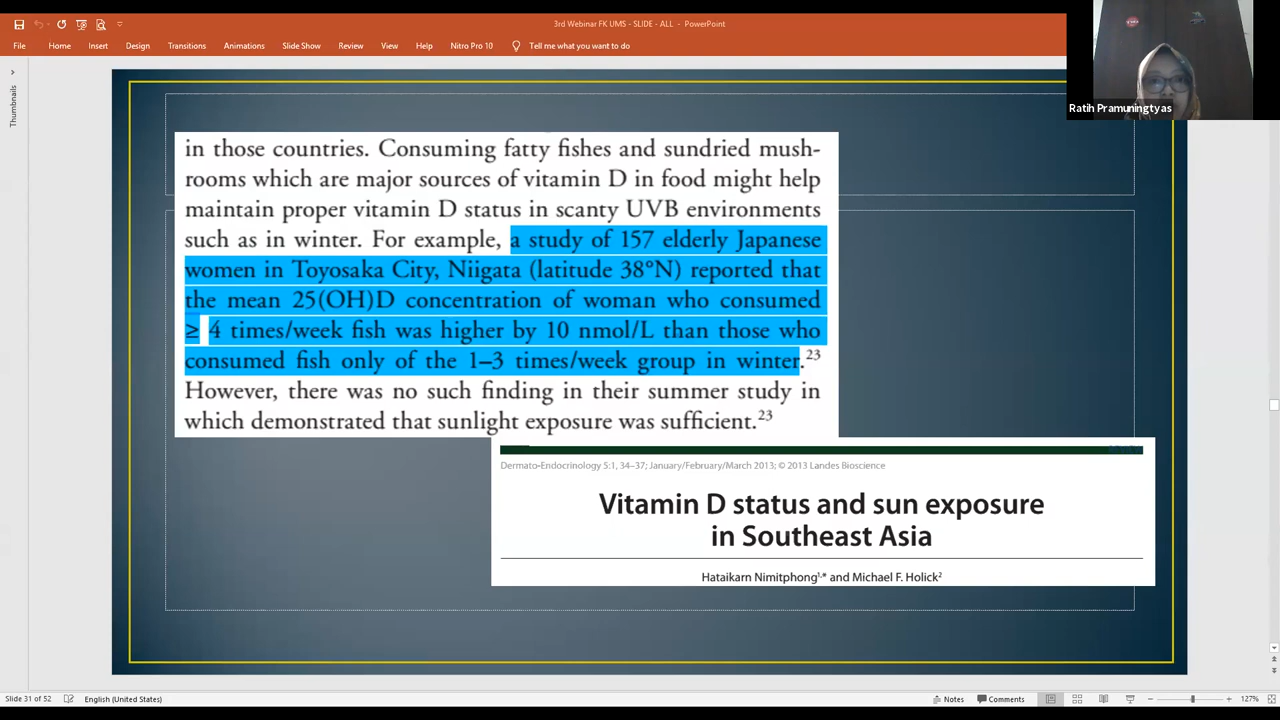 3rd Webinar FK UMS - SLIDE - ALL - PowerPoint
File Home Insert Design Transitions Animations Slide Show Review View Help Nitro Pro 10 Tell me what you want to do
Ratih Pramuningtyas
Thumbnails
in those countries. Consuming fatty fishes and sundried mush-
rooms which are major sources of vitamin D in food might help
maintain proper vitamin D status in scanty UVB environments
such as in winter. For example, a study of 157 elderly Japanese
women in Toyosaka City, Niigata (latitude 38°N) reported that
the mean 25(OH)D concentration of woman who consumed
≥ 4 times/week fish was higher by 10 nmol/L than those who
consumed fish only of the 1–3 times/week group in winter.23
However, there was no such finding in their summer study in
which demonstrated that sunlight exposure was sufficient.23
Dermato-Endocrinology 5:1, 34–37; January/February/March 2013; © 2013 Landes Bioscience
Vitamin D status and sun exposure
in Southeast Asia
Hataikarn Nimitphong1,* and Michael F. Holick2
Slide 31 of 52 English (United States) Notes Comments 127%